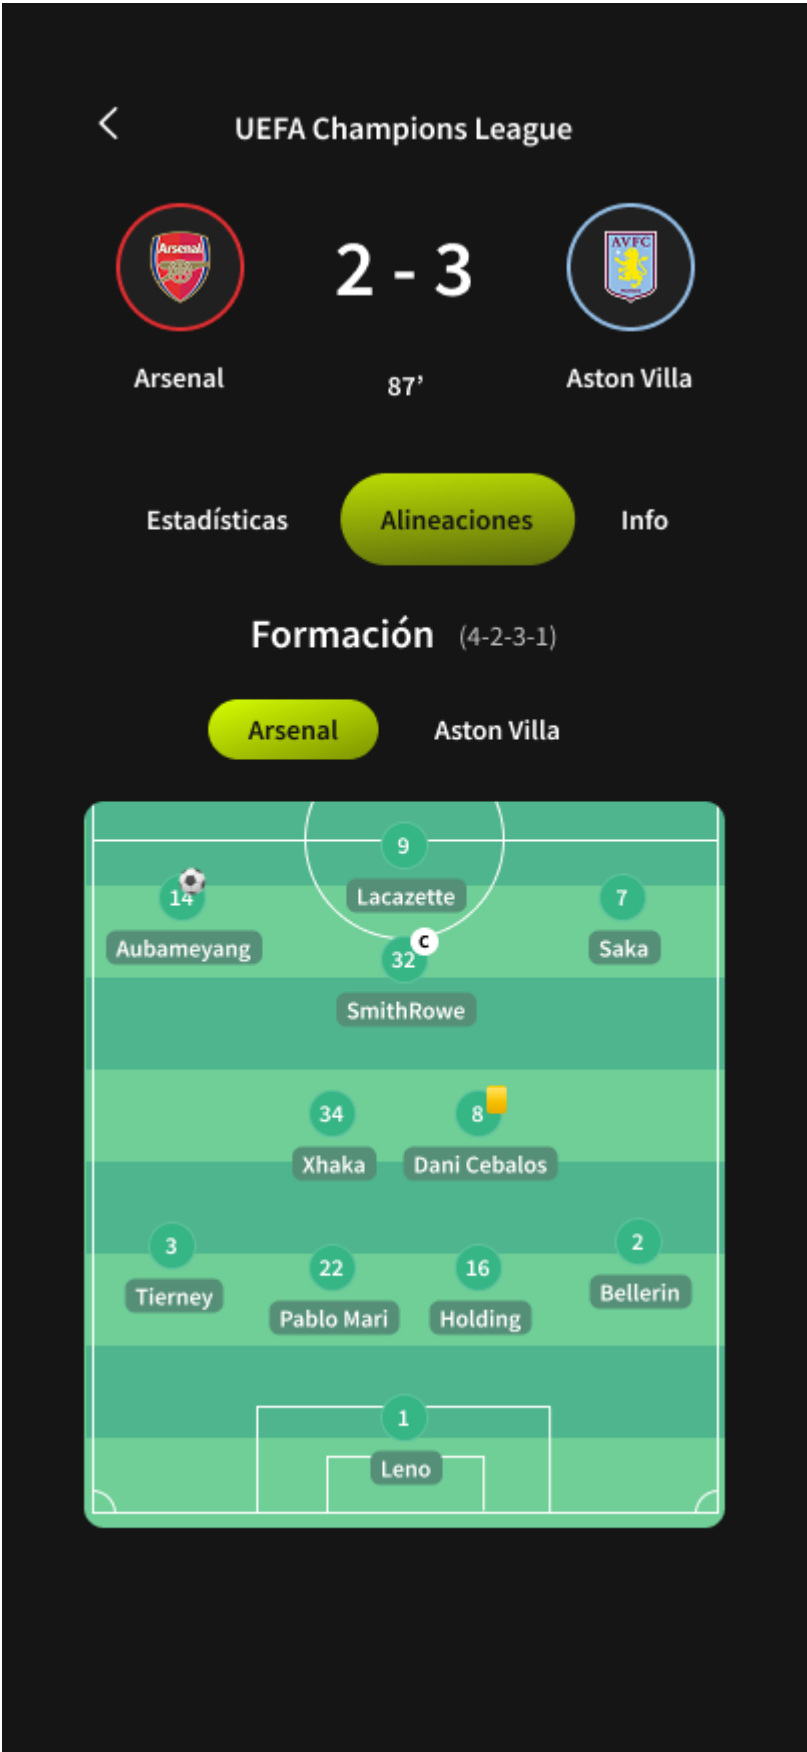 UEFA Champions League
Arsenal
2 - 3
AVFC
Arsenal
87’
Aston Villa
Estadísticas
Alineaciones
Info
Formación (4-2-3-1)
Arsenal
Aston Villa
9
Lacazette
14
Aubameyang
7
Saka
C
32
SmithRowe
34
Xhaka
8
Dani Cebalos
3
Tierney
22
Pablo Mari
16
Holding
2
Bellerin
1
Leno